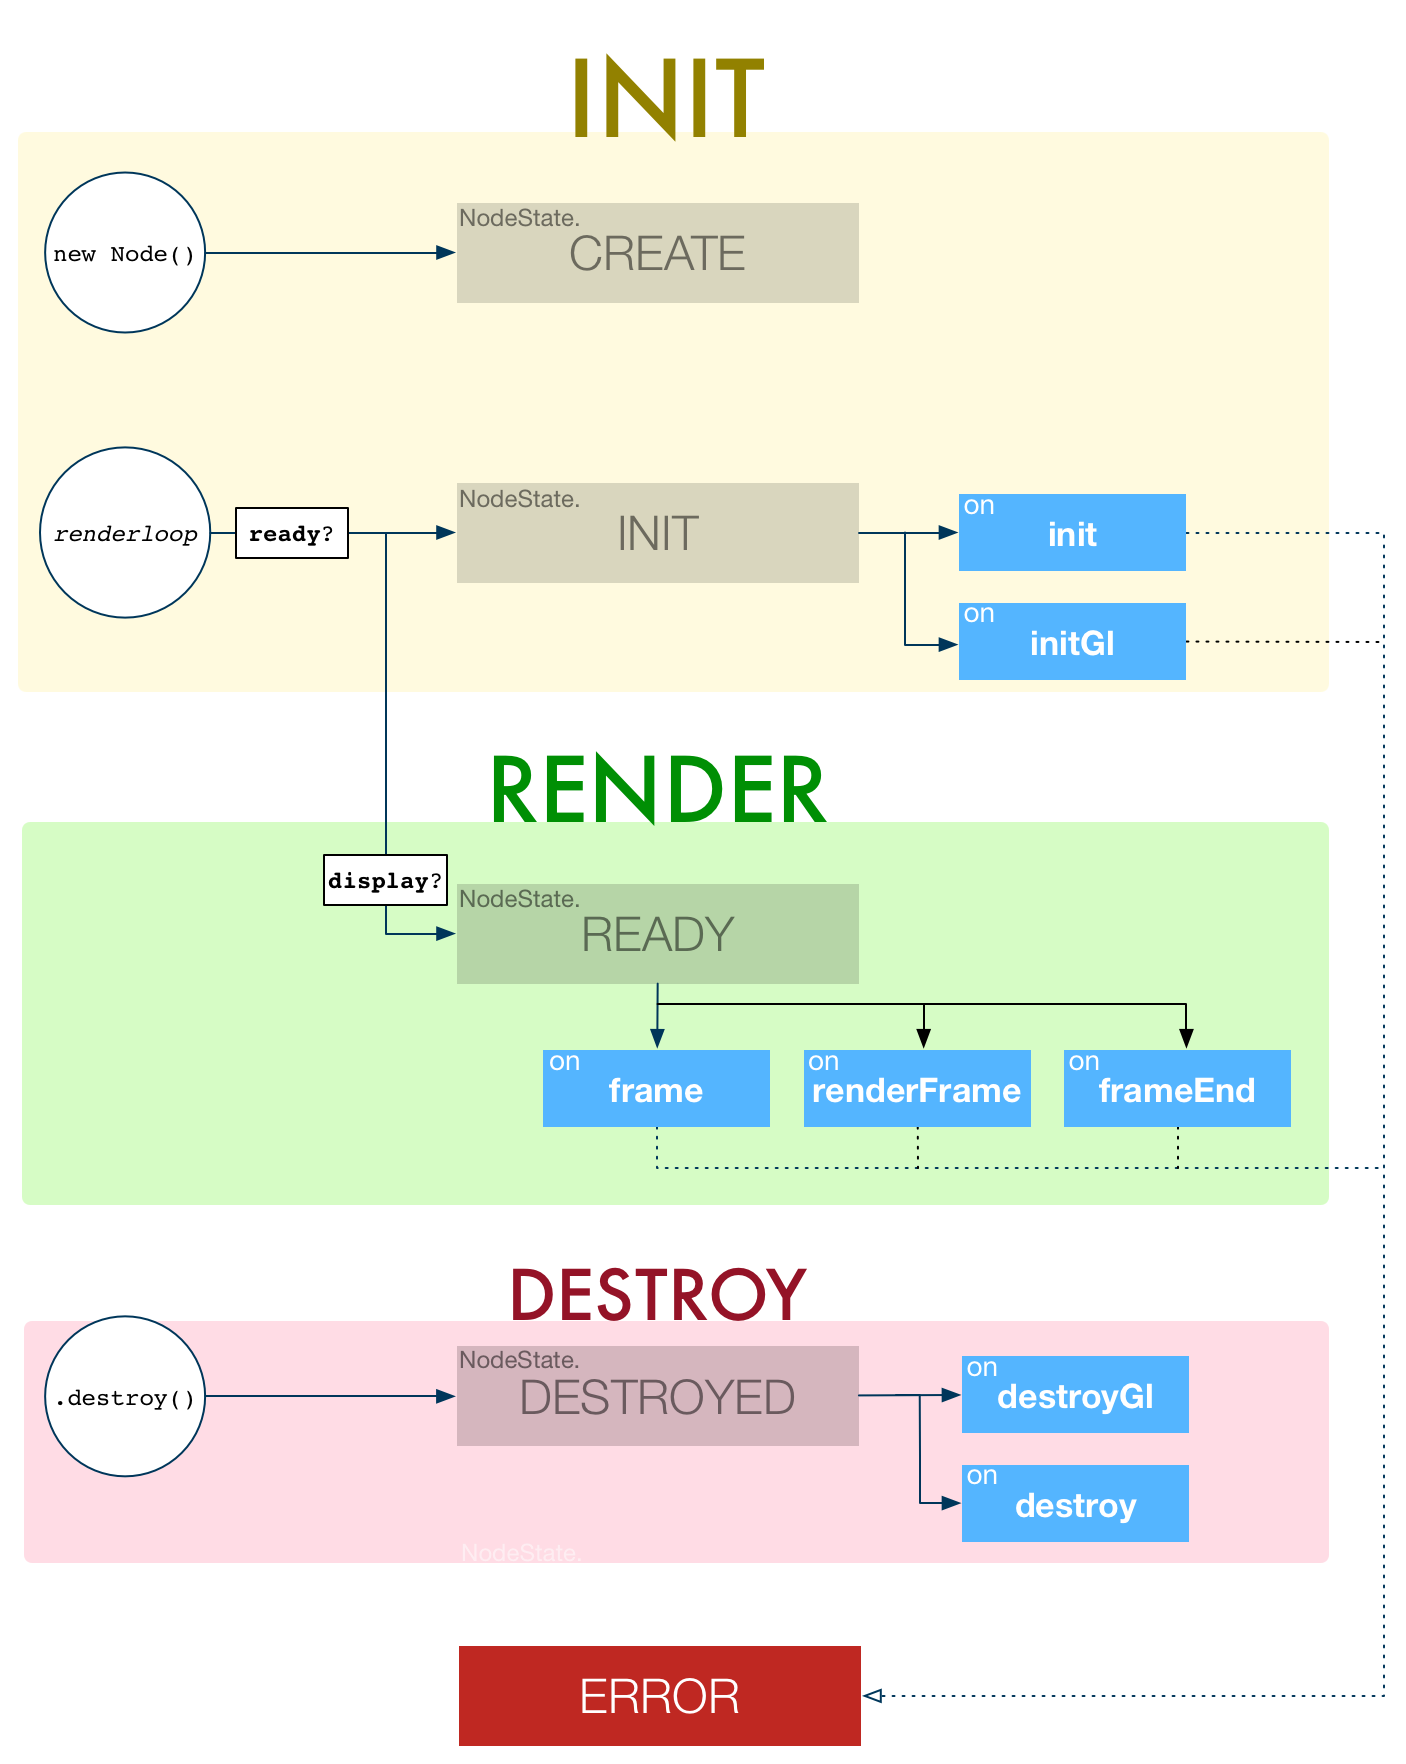 INIT
new Node()
NodeState.
CREATE
renderloop
ready?
NodeState.
INIT
on
init
on
initGl
RENDER
display?
NodeState.
READY
on
frame
on
renderFrame
on
frameEnd
DESTROY
.destroy()
NodeState.
DESTROYED
on
destroyGl
on
destroy
NodeState.
ERROR